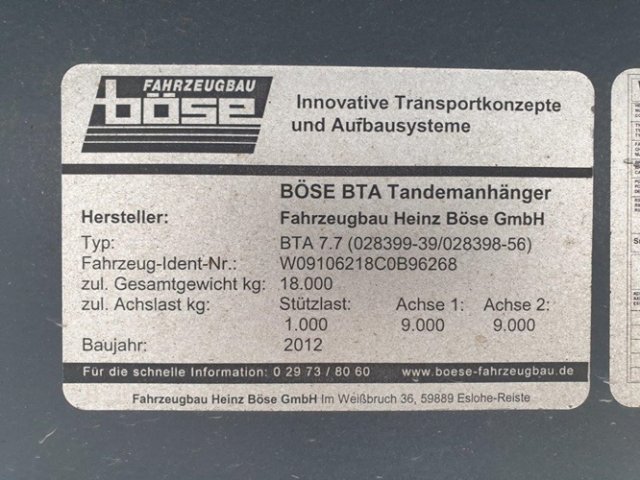 FAHRZEUGBAU
böse
Innovative Transportkonzepte
und Aufbausysteme
BÖSE BTA Tandemanhänger
Hersteller: Fahrzeugbau Heinz Böse GmbH
Typ: BTA 7.7 (028399-39/028398-56)
Fahrzeug-Ident-Nr.: W09106218C0B96268
zul. Gesamtgewicht kg: 18.000
zul. Achslast kg: Stützlast: Achse 1: Achse 2:
1.000 9.000 9.000
Baujahr: 2012
Für die schnelle Information: 0 29 73 / 80 60 www.boese-fahrzeugbau.de
Fahrzeugbau Heinz Böse GmbH Im Weißbruch 36, 59889 Eslohe-Reiste